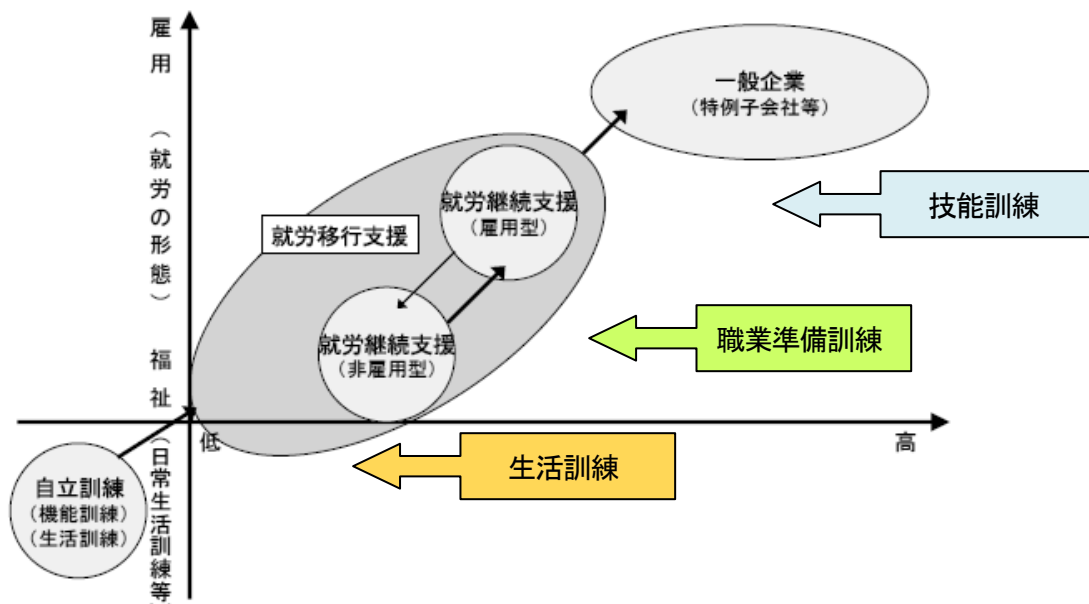 雇用
（就労の形態）
福祉
（日常生活訓練等
一般企業
（特例子会社等）
就労継続支援
（雇用型）
就労移行支援
就労継続支援
（非雇用型）
技能訓練
職業準備訓練
低
高
生活訓練
自立訓練
（機能訓練）
（生活訓練）